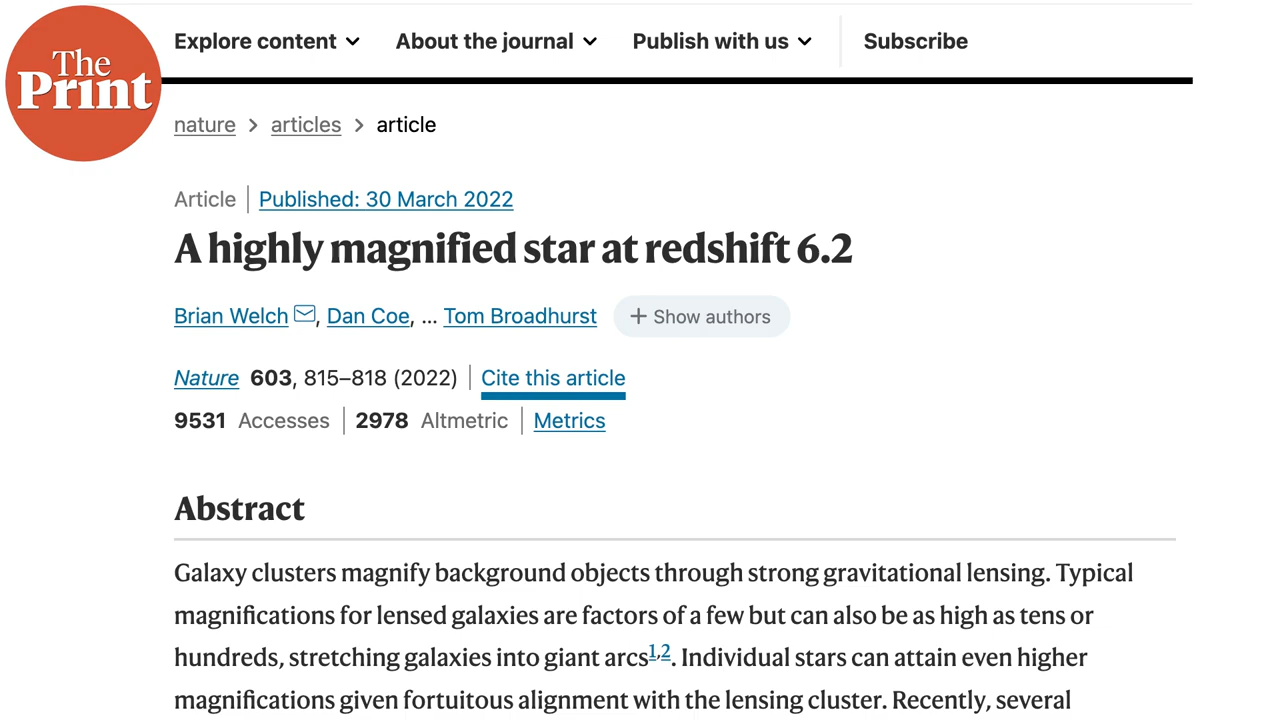 The
Print
Explore content About the journal Publish with us Subscribe
nature > articles > article
Article | Published: 30 March 2022
A highly magnified star at redshift 6.2
Brian Welch, Dan Coe, ... Tom Broadhurst + Show authors
Nature 603, 815–818 (2022) | Cite this article
9531 Accesses | 2978 Altmetric | Metrics
Abstract
Galaxy clusters magnify background objects through strong gravitational lensing. Typical
magnifications for lensed galaxies are factors of a few but can also be as high as tens or
hundreds, stretching galaxies into giant arcs1,2. Individual stars can attain even higher
magnifications given fortuitous alignment with the lensing cluster. Recently, several